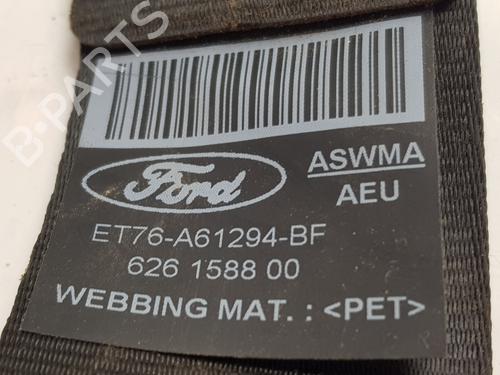 B-PARTS
Ford
ASWMA
AEU
ET76-A61294-BF
626 1588 00
WEBBING MAT. : <PET>